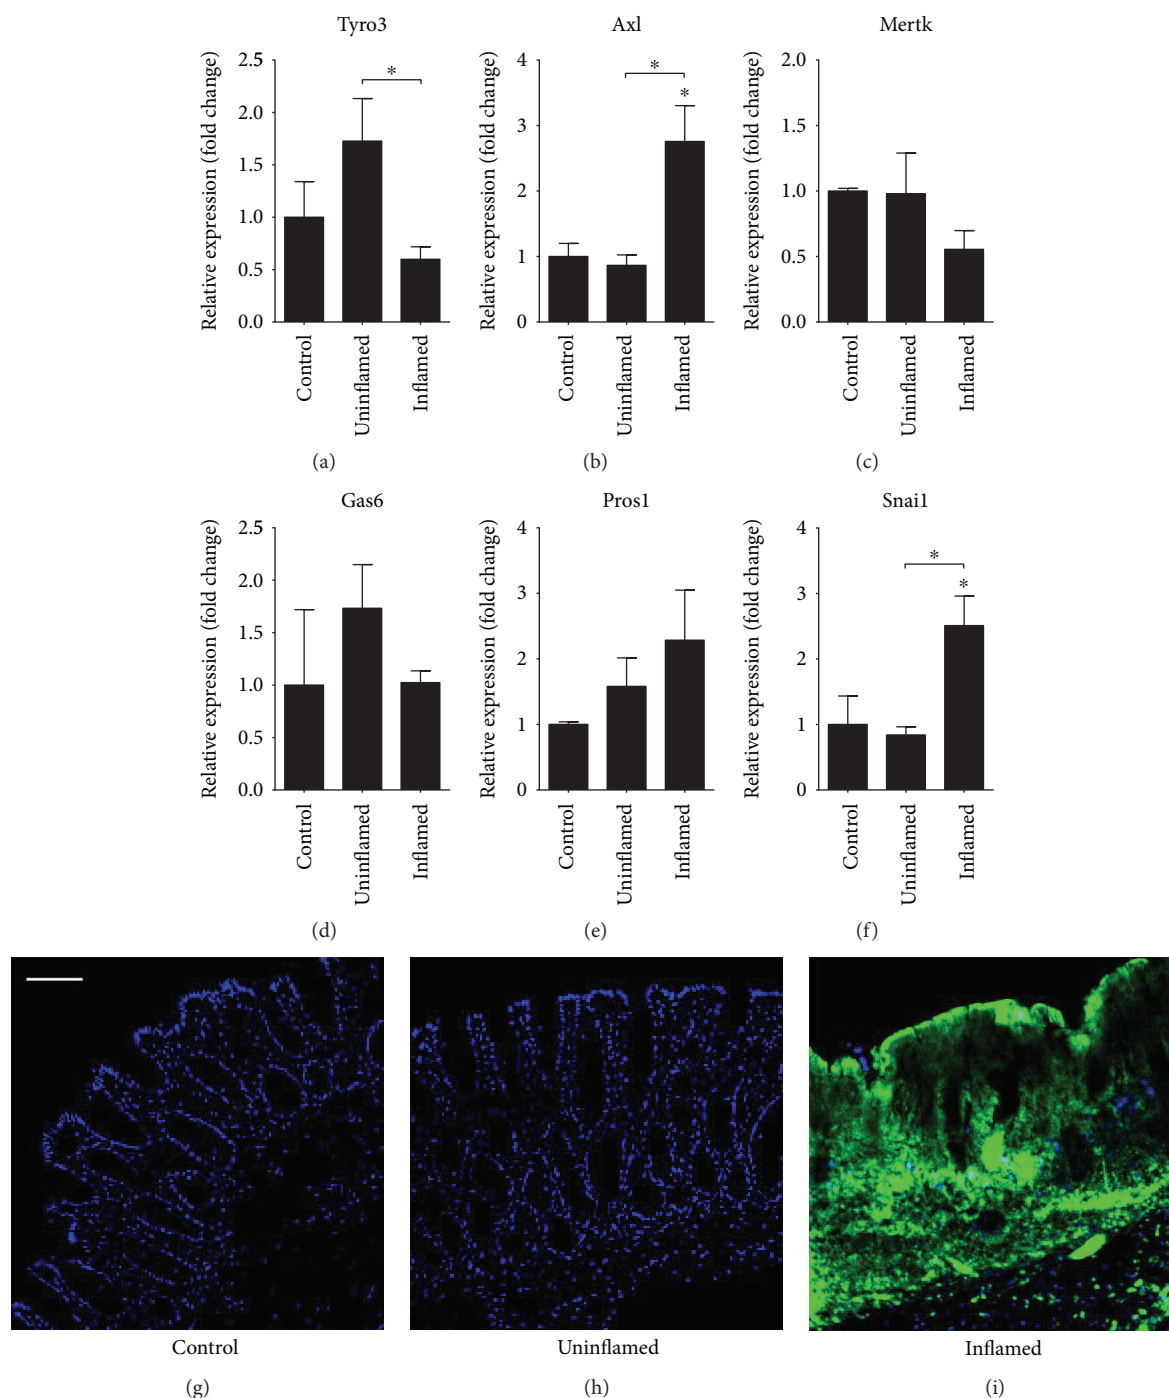 Tyro3
Relative expression (fold change)
2.5
2.0
1.5
1.0
0.5
0.0
*
Control
Uninflamed
Inflamed
(a)
Axl
Relative expression (fold change)
4
3
2
1
0
*
*
Control
Uninflamed
Inflamed
(b)
Mertk
Relative expression (fold change)
2.0
1.5
1.0
0.5
0.0
Control
Uninflamed
Inflamed
(c)
Gas6
Relative expression (fold change)
2.5
2.0
1.5
1.0
0.5
0.0
Control
Uninflamed
Inflamed
(d)
Pros1
Relative expression (fold change)
4
3
2
1
0
Control
Uninflamed
Inflamed
(e)
Snai1
Relative expression (fold change)
4
3
2
1
0
*
*
Control
Uninflamed
Inflamed
(f)
Control
(g)
Uninflamed
(h)
Inflamed
(i)